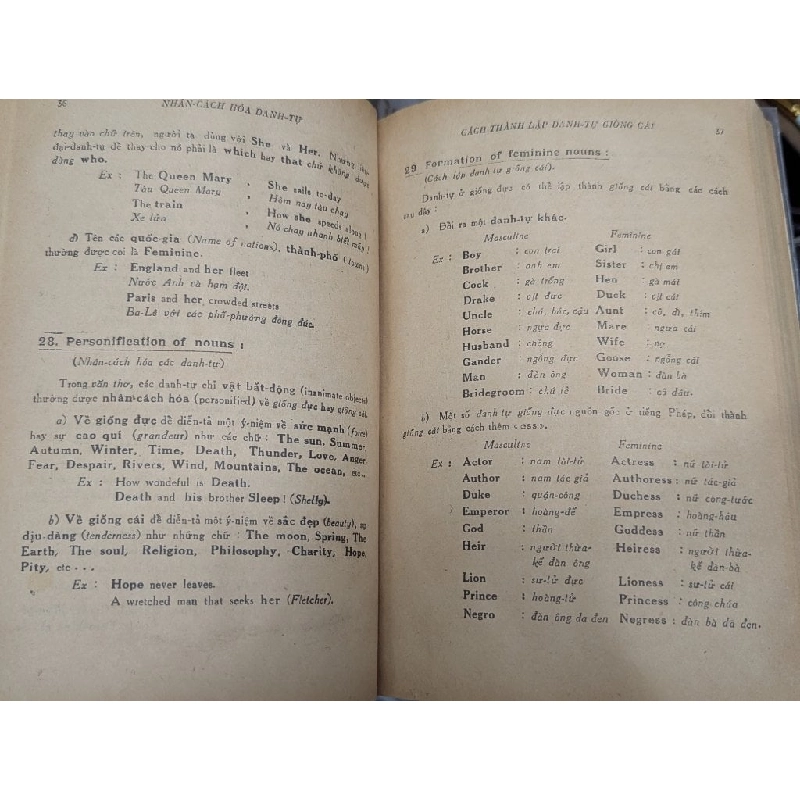 56 NHÂN-CÁCH HÓA DANH-TỰ
thay vào chữ trên, người ta dùng với She và Her. Nhưng
đại-danh-tự để thay cho nó phải là which hay that chứ không được
dùng who.
Ex : The Queen Mary , She sails to-day
Tàu Queen Mary , Hôm nay tàu chạy
The train , How she speeds about !
Xe lửa , Nó chạy nhanh biết mấy !
đ) Tên các quốc-gia (Name of nations), thành-phố (towns)
thường được coi là Feminine.
Ex : England and her fleet
Nước Anh và hạm đội.
Paris and her, crowded streets
Ba-Lê với các phố-phường đông đúc.
28. Personification of nouns :
(Nhân-cách hóa các danh-tự)
Trong văn thơ, các danh-tự chỉ vật bất-động (inanimate objects)
thường được nhân-cách hóa (personified) về giống đực hay giống cái.
a) Về giống đực để diễn-tả một ý-niệm về sức mạnh (force)
hay sự cao quí (grandeur) như các chữ : The sun, Summer,
Autumn, Winter, Time, Death, Thunder, Love, Anger,
Fear, Despair, Rivers, Wind, Mountains, The ocean, etc..
Ex : How wonderful is Death.
Death and his brother Sleep ! (Shelly).
b) Về giống cái để diễn-tả một ý-niệm về sắc đẹp (beauty), sự
dịu-dàng (tenderness) như những chữ : The moon, Spring, The
Earth, The soul, Religion, Philosophy, Charity, Hope,
Pity, etc . . .
Ex : Hope never leaves.
A wretched man that seeks her (Fletcher).
CÁCH THÀNH LẬP DANH-TỰ GIỐNG CÁI 57
29 Formation of feminine nouns :
(Cách lập danh tự giống cái).
Danh-tự ở giống đực có thể lập thành giống cái bằng các cách
sau đây :
a) Đổi ra một danh-tự khác.
Masculine Feminine
Ex : Boy : con trai Girl : con gái
Brother : anh em Sister : chị em
Cock : gà trống Hen : gà mái
Drake : vịt đực Duck : vịt cái
Uncle : chú, bác, cậu Aunt : cô, dì, thím
Horse : ngựa đực Mare : ngựa cái
Husband : chồng Wife : vợ
Gander : ngỗng đực Goose : ngỗng cái
Man : đàn ông Woman : đàn bà
Bridegroom : chú rể Bride : cô dâu.
b) Một số danh-tự giống đực nguồn gốc ở tiếng Pháp, đổi thành
giống cái bằng cách thêm « ess ».
Masculine Feminine
Ex : Actor : nam tài-tử Actress : nữ tài-tử
Author : nam tác giả Authoress : nữ tác-giả
Duke : quận-công Duchess : nữ công-tước
Emperor : hoàng-đế Empress : hoàng-hậu
God : thần Goddess : nữ thần
Heir : người thừa- Heiress : người thừa-
kế đàn ông kế đàn-bà
Lion : sư-tử đực Lioness : sư-tử cái
Prince : hoàng-tử Princess : công-chúa
Negro : đàn ông da đen Negress : đàn bà da đen.